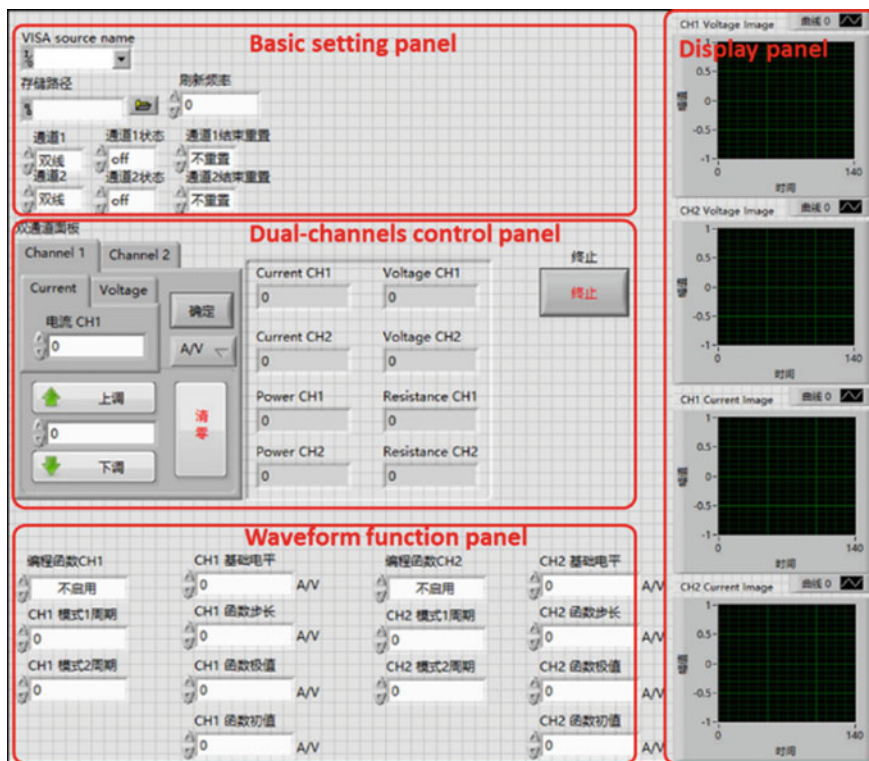 Basic setting panel
VISA source name
存储路径
刷新频率
0
通道1
通道1状态
通道1结束重置
双线
off
不重置
通道2
通道2状态
通道2结束重置
双线
off
不重置
Dual-channels control panel
双通道面板
Channel 1
Channel 2
Current
Voltage
电流 CH1
0
确定
A/V
上调
0
下调
清零
Current CH1
Voltage CH1
0
0
Current CH2
Voltage CH2
0
0
Power CH1
Resistance CH1
0
0
Power CH2
Resistance CH2
0
0
终止
终止
Waveform function panel
编程函数CH1
CH1 基础电平
编程函数CH2
CH2 基础电平
不启用
0 A/V
不启用
0 A/V
CH1 模式1周期
CH1 函数步长
CH2 模式1周期
CH2 函数步长
0
0 A/V
0
0 A/V
CH1 模式2周期
CH1 函数极值
CH2 模式2周期
CH2 函数极值
0
0 A/V
0
0 A/V
CH1 函数初值
CH2 函数初值
0 A/V
0 A/V
Display panel
CH1 Voltage Image
曲线 0
0.5
0
-0.5
-1
幅值
0
140
时间
CH2 Voltage Image
曲线 0
1
0.5
0
-0.5
-1
幅值
0
140
时间
CH1 Current Image
曲线 0
1
0.5
0
-0.5
-1
幅值
0
140
时间
CH2 Current Image
曲线 0
1
0.5
0
-0.5
-1
幅值
0
140
时间